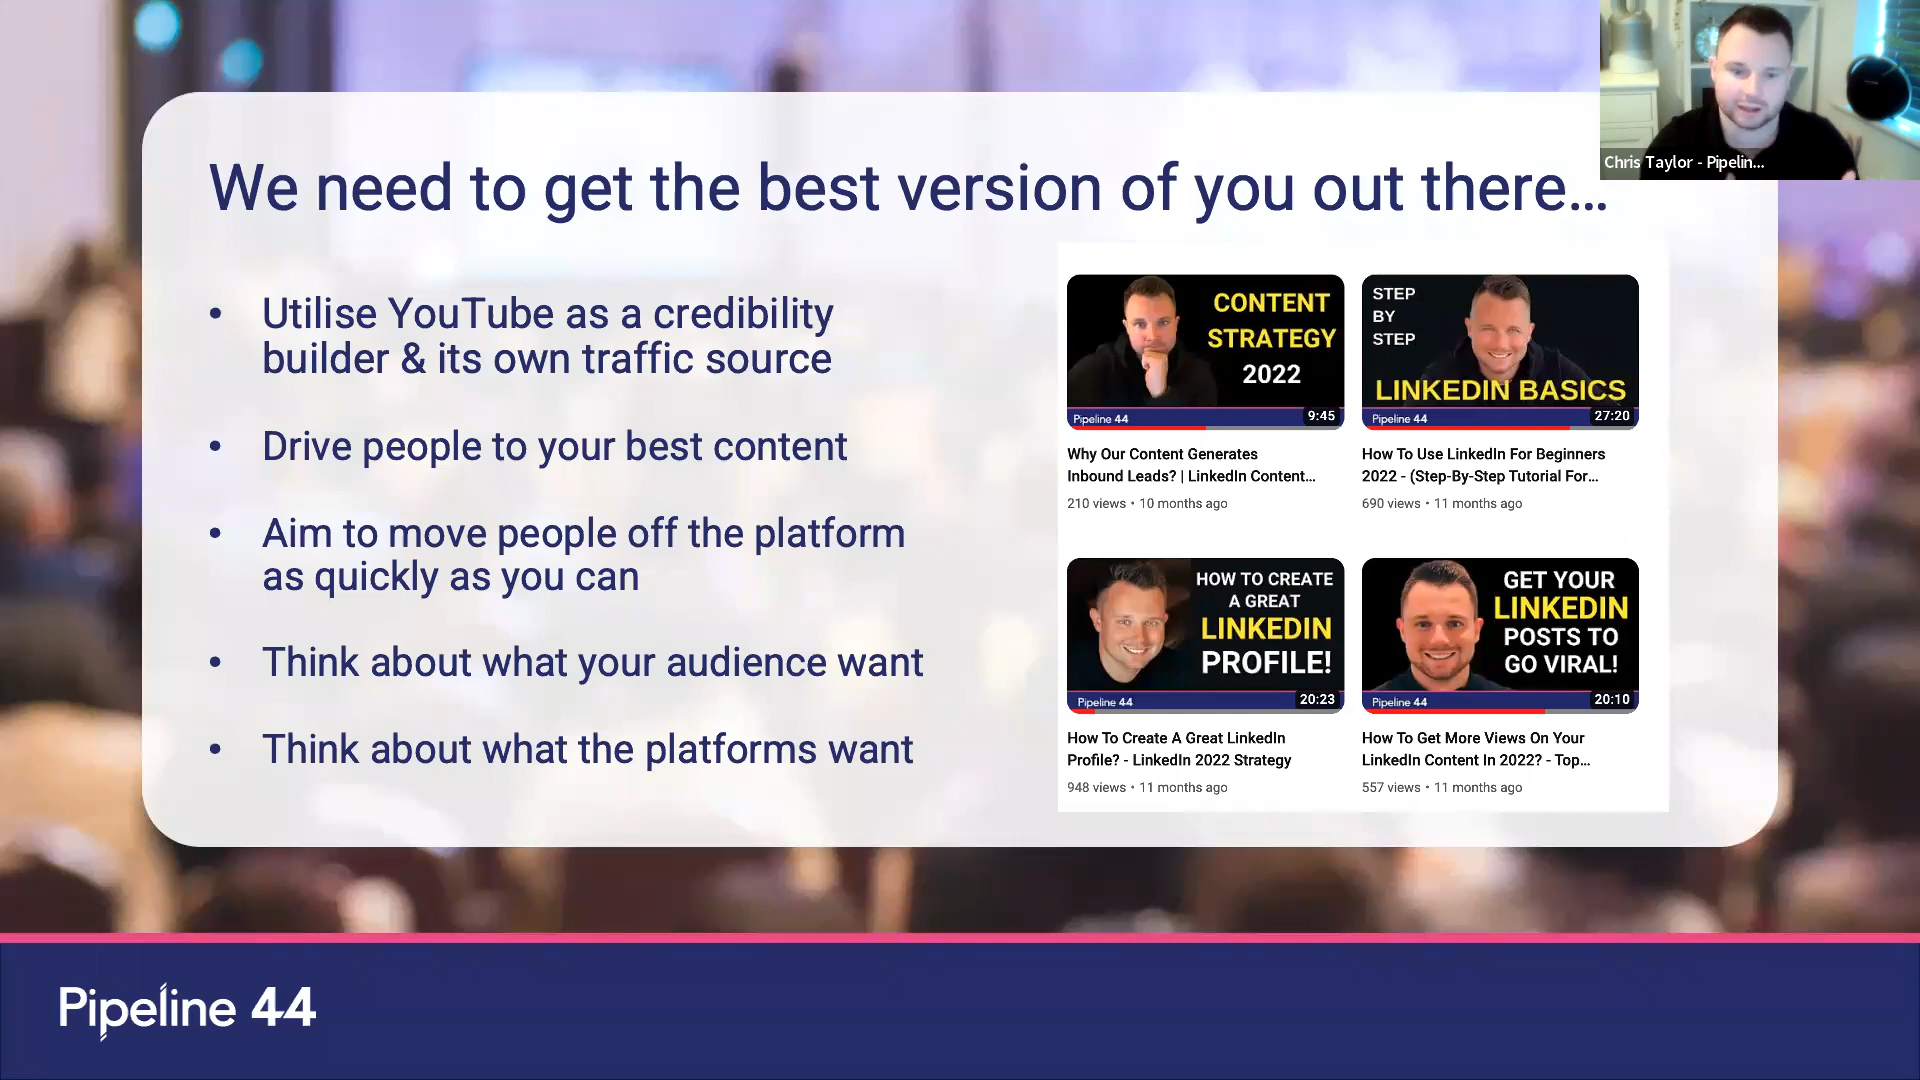 Chris Taylor - Pipelin...
We need to get the best version of you out there...
• Utilise YouTube as a credibility
builder & its own traffic source
• Drive people to your best content
• Aim to move people off the platform
as quickly as you can
• Think about what your audience want
• Think about what the platforms want
CONTENT
STRATEGY
2022
Pipeline 44
9:45
Why Our Content Generates
Inbound Leads? | LinkedIn Content...
210 views • 10 months ago
STEP
BY
STEP
LINKEDIN BASICS
Pipeline 44
27:20
How To Use LinkedIn For Beginners
2022 - (Step-By-Step Tutorial For...
690 views • 11 months ago
HOW TO CREATE
A GREAT
LINKEDIN
PROFILE!
Pipeline 44
20:23
How To Create A Great LinkedIn
Profile? - LinkedIn 2022 Strategy
948 views • 11 months ago
GET YOUR
LINKEDIN
POSTS TO
GO VIRAL!
Pipeline 44
20:10
How To Get More Views On Your
LinkedIn Content In 2022? - Top...
557 views • 11 months ago
Pipeline 44